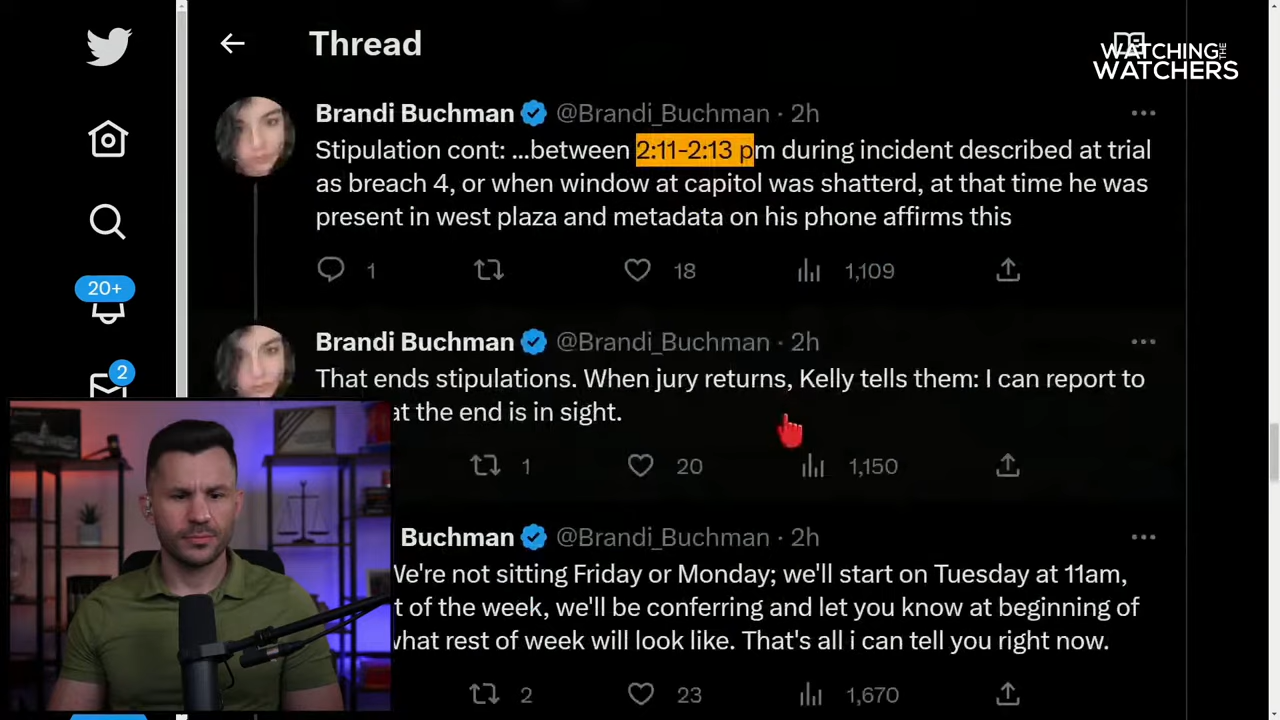 Thread
WATCHING THE
WATCHERS
Brandi Buchman @Brandi_Buchman · 2h
Stipulation cont: ...between 2:11-2:13 pm during incident described at trial
as breach 4, or when window at capitol was shatterd, at that time he was
present in west plaza and metadata on his phone affirms this
1 18 1,109
20+
Brandi Buchman @Brandi_Buchman · 2h
That ends stipulations. When jury returns, Kelly tells them: I can report to
2
at the end is in sight.
1 20 1,150
Buchman @Brandi_Buchman · 2h
We're not sitting Friday or Monday; we'll start on Tuesday at 11am,
t of the week, we'll be conferring and let you know at beginning of
what rest of week will look like. That's all i can tell you right now.
2 23 1,670